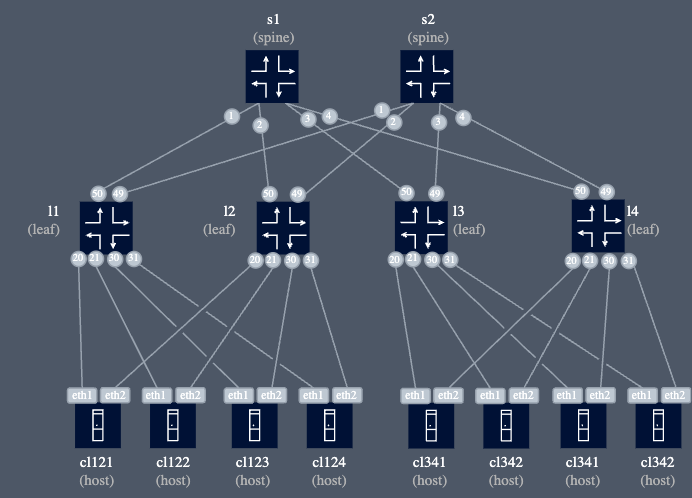 s1 s2
(spine) (spine)
1 2 3 4 1 2 3 4
50 49 50 49 50 49 50 49
l1 l2 l3 l4
(leaf) (leaf) (leaf) (leaf)
20 21 30 31 20 21 30 31 20 21 30 31 20 21 30 31
eth1 eth2 eth1 eth2 eth1 eth2 eth1 eth2 eth1 eth2 eth1 eth2 eth1 eth2 eth1 eth2
cl121 cl122 cl123 cl124 cl341 cl342 cl341 cl342
(host) (host) (host) (host) (host) (host) (host) (host)